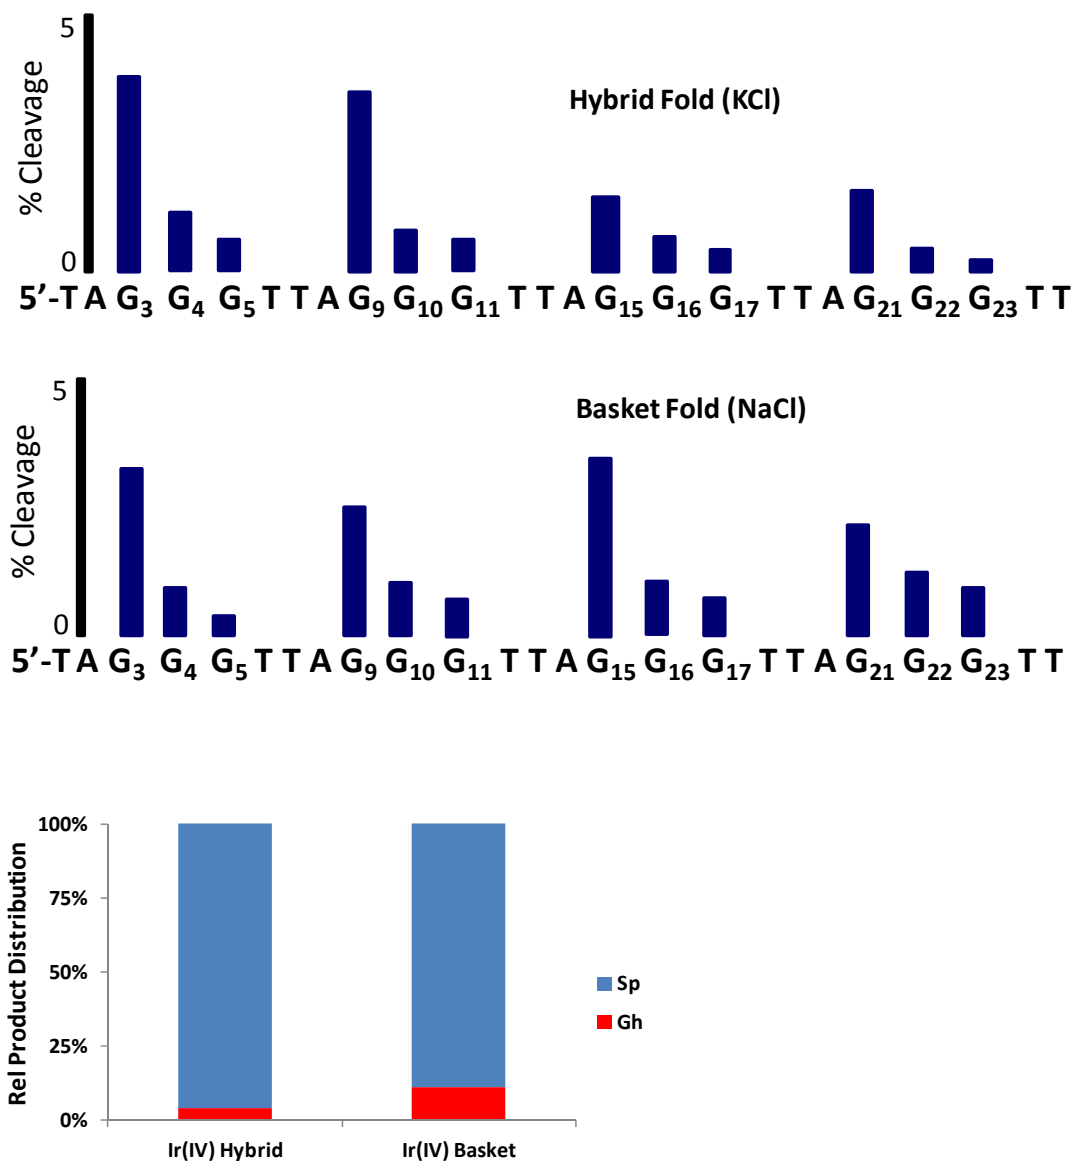 5
% Cleavage
Hybrid Fold (KCl)
0
5’-T A G3 G4 G5 T T A G9 G10 G11 T T A G15 G16 G17 T T A G21 G22 G23 T T
5
% Cleavage
Basket Fold (NaCl)
0
5’-T A G3 G4 G5 T T A G9 G10 G11 T T A G15 G16 G17 T T A G21 G22 G23 T T
Rel Product Distribution
100%
75%
50%
25%
0%
Sp
Gh
Ir(IV) Hybrid
Ir(IV) Basket